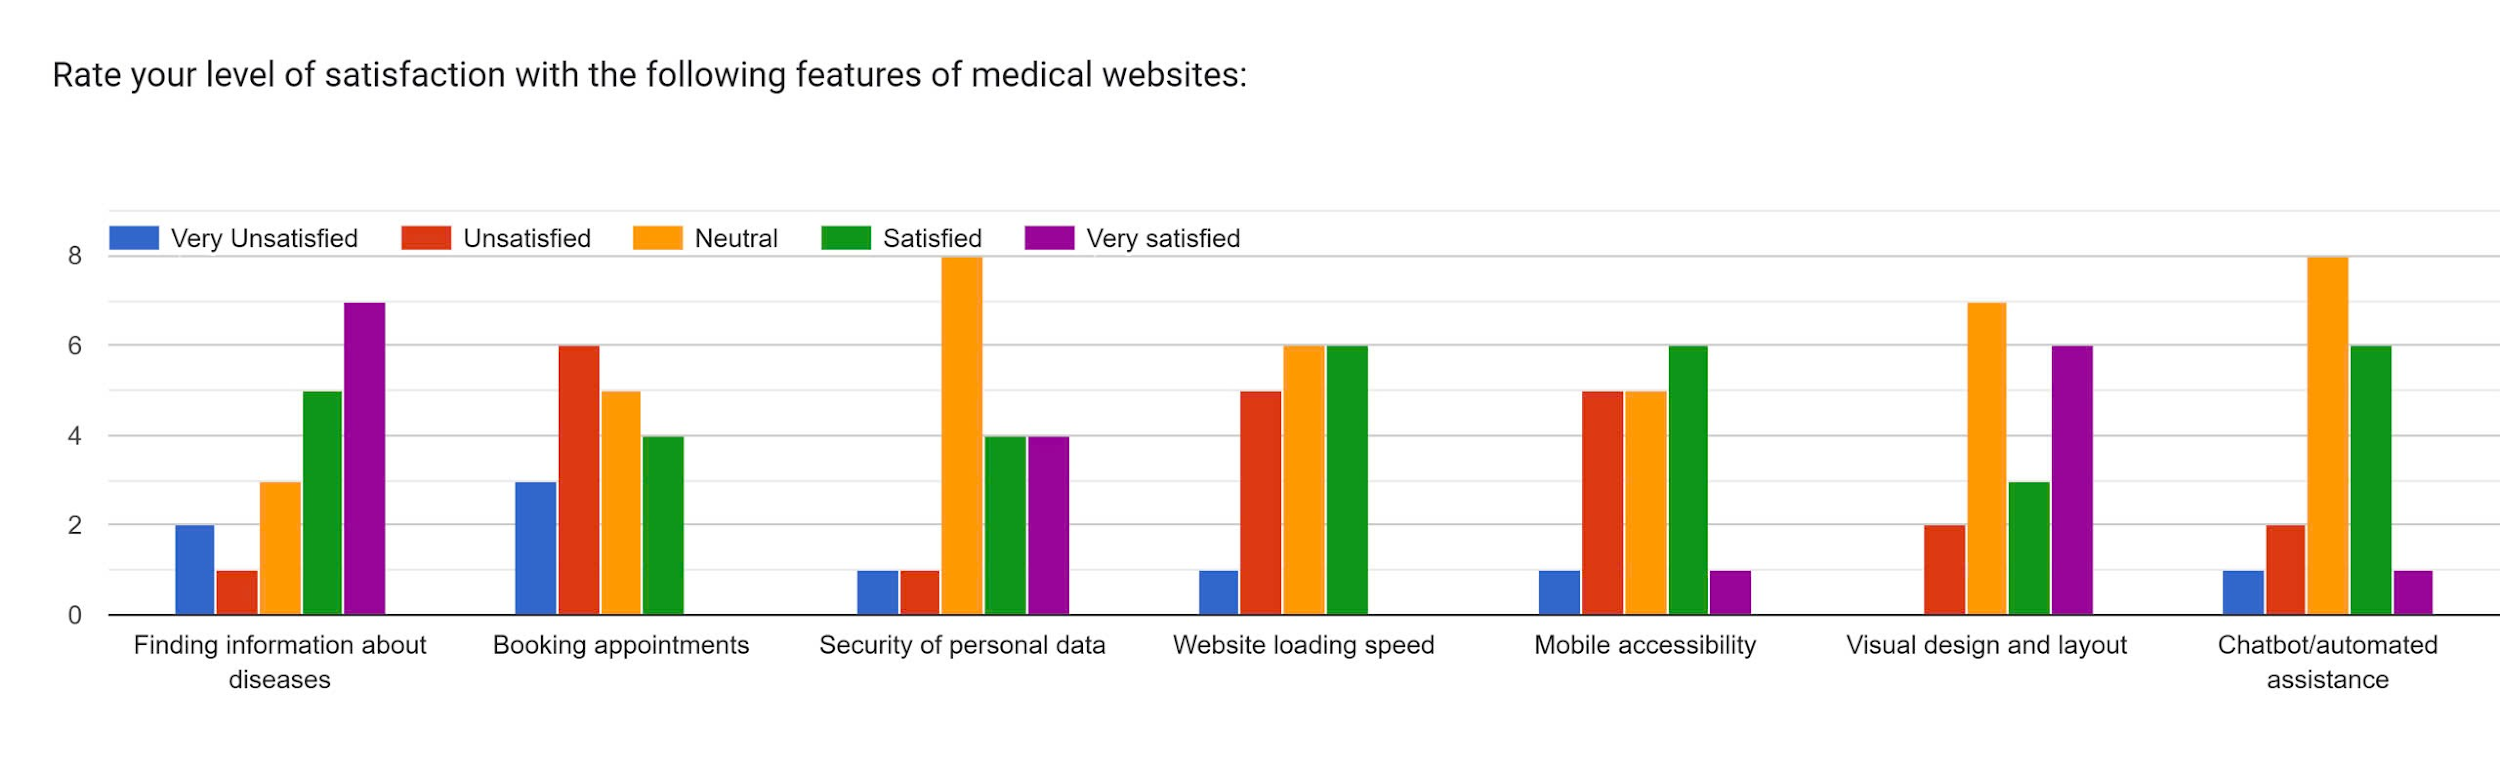 Rate your level of satisfaction with the following features of medical websites:
Very Unsatisfied Unsatisfied Neutral Satisfied Very satisfied
8
6
4
2
0
Finding information about
diseases
Booking appointments
Security of personal data
Website loading speed
Mobile accessibility
Visual design and layout
Chatbot/automated
assistance